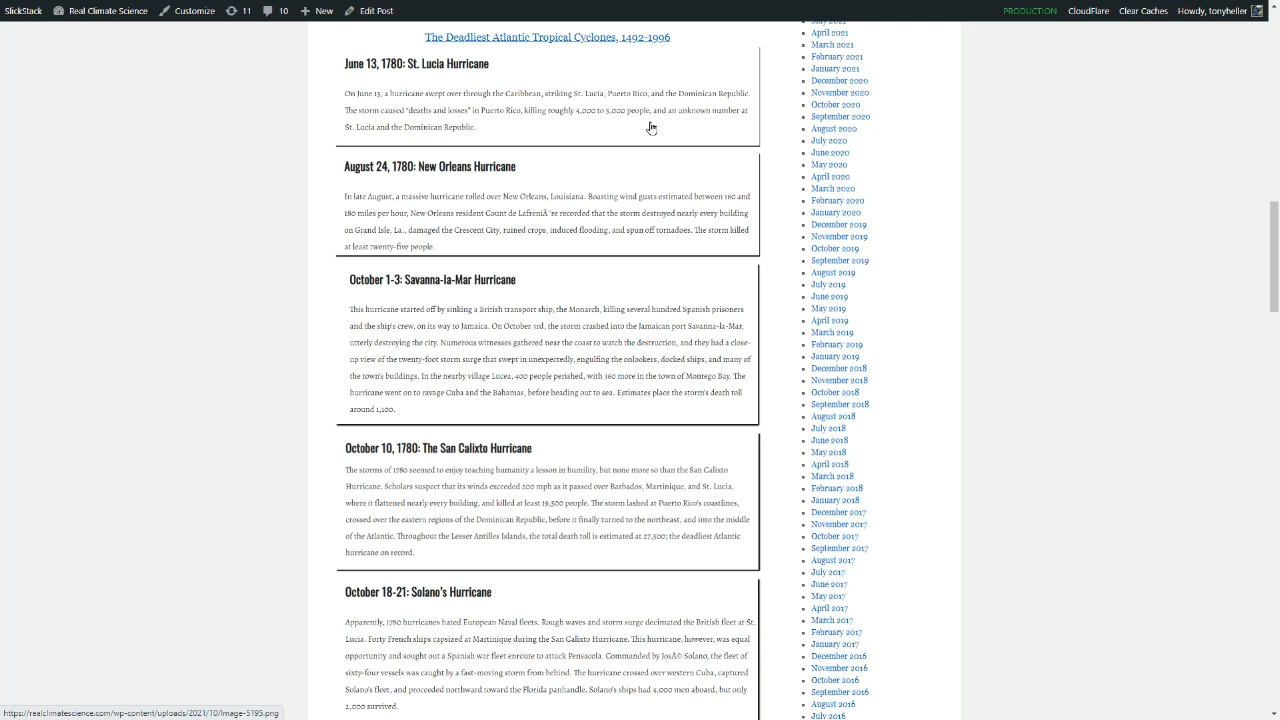 SickStack Real Climate Science Customize 11 10 New Edit Post PRODUCTION CloudFlare Clear Caches Howdy, tonyheller
The Deadliest Atlantic Tropical Cyclones, 1492-1996
June 13, 1780: St. Lucia Hurricane
On June 13, a hurricane swept over through the Caribbean, striking St. Lucia, Puerto Rico, and the Dominican Republic.
The storm caused "deaths and losses" in Puerto Rico, killing roughly 4,000 to 5,000 people, and an unknown number at
St. Lucia and the Dominican Republic.
August 24, 1780: New Orleans Hurricane
In late August, a massive hurricane rolled over New Orleans, Louisiana. Boasting wind gusts estimated between 160 and
180 miles per hour, New Orleans resident Count de LafreniÃ¨re recorded that the storm destroyed nearly every building
on Grand Isle, La., damaged the Crescent City, ruined crops, induced flooding, and spun off tornadoes. The storm killed
at least twenty-five people.
October 1-3: Savanna-la-Mar Hurricane
This hurricane started off by sinking a British transport ship, the Monarch, killing several hundred Spanish prisoners
and the ship's crew, on its way to Jamaica. On October 3rd, the storm crashed into the Jamaican port Savanna-la-Mar,
utterly destroying the city. Numerous witnesses gathered near the coast to watch the destruction, and they had a close-
up view of the twenty-foot storm surge that swept in unexpectedly, engulfing the onlookers, docked ships, and many of
the town's buildings. In the nearby village Lucea, 400 people perished, with 360 more in the town of Montego Bay. The
hurricane went on to ravage Cuba and the Bahamas, before heading out to sea. Estimates place the storm's death toll
around 1,100.
October 10, 1780: The San Calixto Hurricane
The storms of 1780 seemed to enjoy teaching humanity a lesson in humility, but none more so than the San Calixto
Hurricane. Scholars suspect that its winds exceeded 200 mph as it passed over Barbados, Martinique, and St. Lucia,
where it flattened nearly every building, and killed at least 19,500 people. The storm lashed at Puerto Rico's coastlines,
crossed over the eastern regions of the Dominican Republic, before it finally turned to the northeast, and into the middle
of the Atlantic. Throughout the Lesser Antilles Islands, the total death toll is estimated at 27,500; the deadliest Atlantic
hurricane on record.
October 18-21: Solano's Hurricane
Apparently, 1780 hurricanes hated European Naval fleets. Rough waves and storm surge decimated the British fleet at St.
Lucia. Forty French ships capsized at Martinique during the San Calixto Hurricane. This hurricane, however, was equal
opportunity and sought out a Spanish war fleet enroute to attack Pensacola. Commanded by JosÃ© Solano, the fleet of
sixty-four vessels was caught by a fast-moving storm from behind. The hurricane crossed over western Cuba, captured
Solano's fleet, and proceeded northward toward the Florida panhandle. Solano's ships had 4,000 men aboard, but only
2,000 survived.
May 2021
April 2021
March 2021
February 2021
January 2021
December 2020
November 2020
October 2020
September 2020
August 2020
July 2020
June 2020
May 2020
April 2020
March 2020
February 2020
January 2020
December 2019
November 2019
October 2019
September 2019
August 2019
July 2019
June 2019
May 2019
April 2019
March 2019
February 2019
January 2019
December 2018
November 2018
October 2018
September 2018
August 2018
July 2018
June 2018
May 2018
April 2018
March 2018
February 2018
January 2018
December 2017
November 2017
October 2017
September 2017
August 2017
July 2017
June 2017
May 2017
April 2017
March 2017
February 2017
January 2017
December 2016
November 2016
October 2016
September 2016
August 2016
July 2016
https://realclimatescience.com/wp-content/uploads/2021/10/Image-5195.png